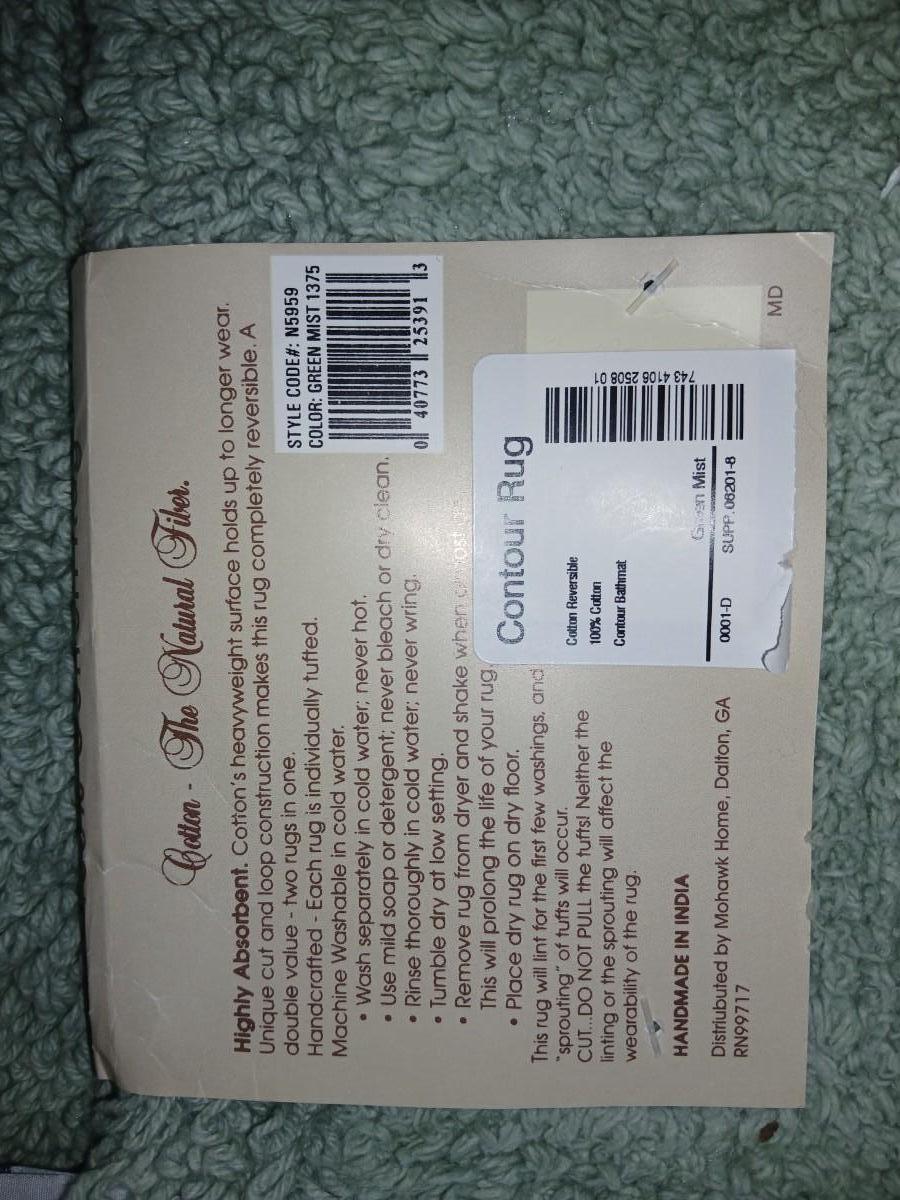 Cotton - The Natural Fiber.
Highly Absorbent. Cotton's heavyweight surface holds up to longer wear.
Unique cut and loop construction makes this rug completely reversible. A
double value - two rugs in one.
Handcrafted - Each rug is individually tufted.
Machine Washable in cold water.
• Wash separately in cold water; never hot.
• Use mild soap or detergent; never bleach or dry clean.
• Rinse thoroughly in cold water; never wring.
• Tumble dry at low setting.
• Remove rug from dryer and shake when
This will prolong the life of your rug
• Place dry rug on dry floor.
This rug will lint for the first few washings, and
"sprouting" of tufts will occur.
CUT...DO NOT PULL the tufts! Neither the
linting or the sprouting will affect the
wearability of the rug.
HANDMADE IN INDIA
Distriubuted by Mohawk Home, Dalton, GA
RN99717
STYLE CODE#: N5959
COLOR: GREEN MIST 1375
0 40773 25391 3
Contour Rug
Cotton Reversible
100% Cotton
Contour Bathmat
743 4106 2508 01
Green Mist
0001-D SUPP. 06201-8
MD